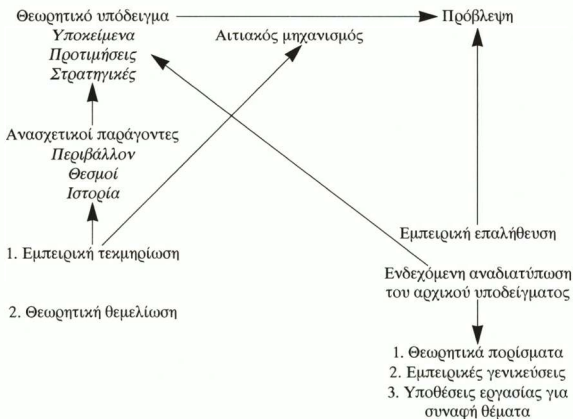 Θεωρητικό υπόδειγμα
Υποκείμενα
Προτιμήσεις
Στρατηγικές
Αιτιακός μηχανισμός
Πρόβλεψη
Ανασχετικοί παράγοντες
Περιβάλλον
Θεσμοί
Ιστορία
1. Εμπειρική τεκμηρίωση
2. Θεωρητική θεμελίωση
Εμπειρική επαλήθευση
Ενδεχόμενη αναδιατύπωση
του αρχικού υποδείγματος
1. Θεωρητικά πορίσματα
2. Εμπειρικές γενικεύσεις
3. Υποθέσεις εργασίας για
συναφή θέματα